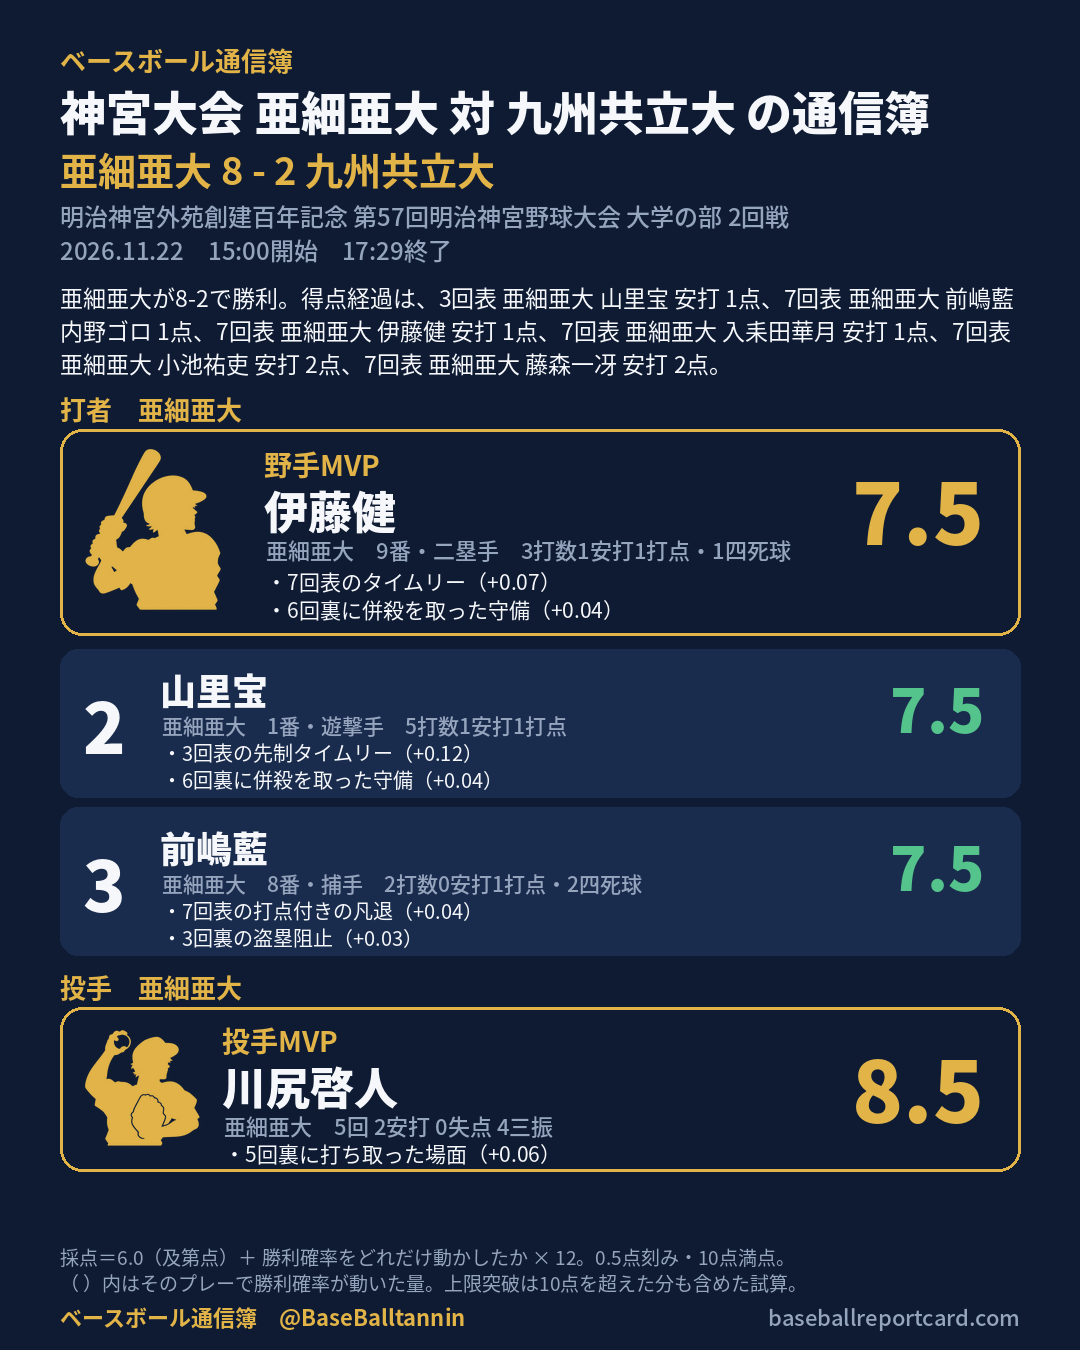 ベースボール通信簿
神宮大会 亜細亜大 対 九州共立大 の通信簿
亜細亜大 8 - 2 九州共立大
明治神宮外苑創建百年記念 第57回明治神宮野球大会 大学の部 2回戦
2026.11.22　15:00開始　17:29終了
亜細亜大が8-2で勝利。得点経過は、3回表 亜細亜大 山里宝 安打 1点、7回表 亜細亜大 前嶋藍
内野ゴロ 1点、7回表 亜細亜大 伊藤健 安打 1点、7回表 亜細亜大 入耒田華月 安打 1点、7回表
亜細亜大 小池祐吏 安打 2点、7回表 亜細亜大 藤森一冴 安打 2点。
打者　亜細亜大
野手MVP
伊藤健
7.5
亜細亜大　9番・二塁手　3打数1安打1打点・1四死球
・7回表のタイムリー（+0.07）
・6回裏に併殺を取った守備（+0.04）
2
山里宝
7.5
亜細亜大　1番・遊撃手　5打数1安打1打点
・3回表の先制タイムリー（+0.12）
・6回裏に併殺を取った守備（+0.04）
3
前嶋藍
7.5
亜細亜大　8番・捕手　2打数0安打1打点・2四死球
・7回表の打点付きの凡退（+0.04）
・3回裏の盗塁阻止（+0.03）
投手　亜細亜大
投手MVP
川尻啓人
8.5
亜細亜大　5回 2安打 0失点 4三振
・5回裏に打ち取った場面（+0.06）
採点＝6.0（及第点）＋ 勝利確率をどれだけ動かしたか × 12。0.5点刻み・10点満点。
（ ）内はそのプレーで勝利確率が動いた量。上限突破は10点を超えた分も含めた試算。
ベースボール通信簿　@BaseBalltannin
baseballreportcard.com